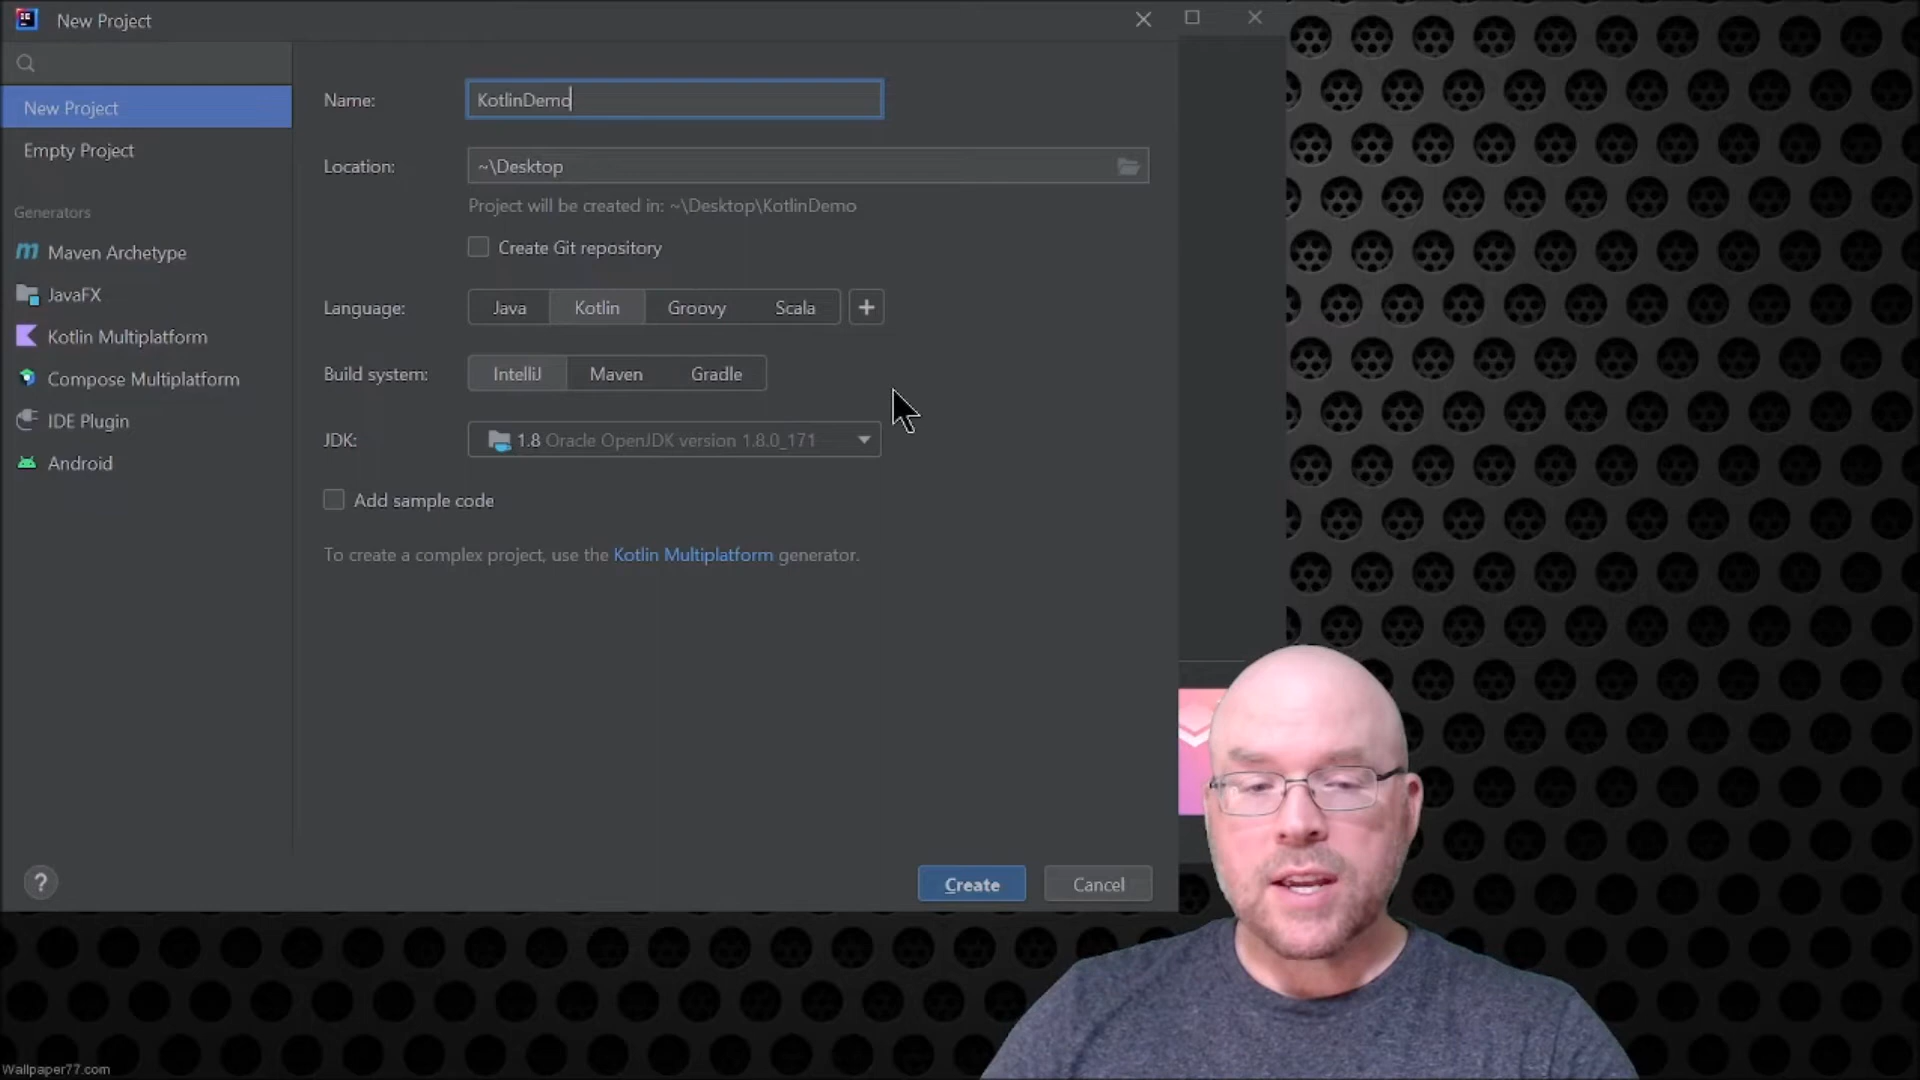 New Project
New Project
Empty Project
Generators
Maven Archetype
JavaFX
Kotlin Multiplatform
Compose Multiplatform
IDE Plugin
Android
?
Name: KotlinDemo
Location: ~\Desktop
Project will be created in: ~\Desktop\KotlinDemo
Create Git repository
Language: Java Kotlin Groovy Scala +
Build system: IntelliJ Maven Gradle
JDK: 1.8 Oracle OpenJDK version 1.8.0_171
Add sample code
To create a complex project, use the Kotlin Multiplatform generator.
Create Cancel
Wallpaper77.com